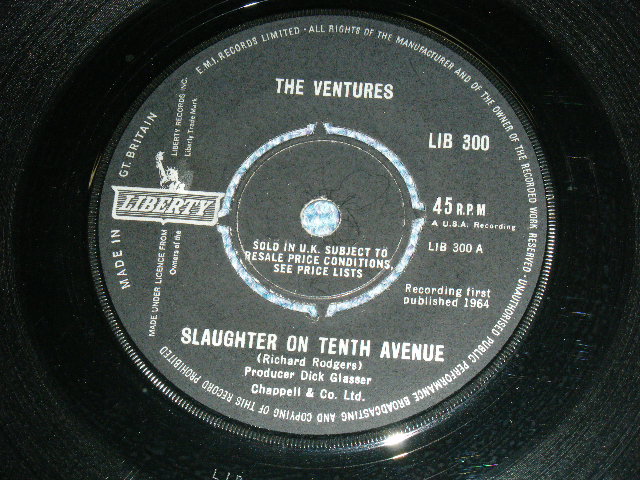 E.M.I. RECORDS LIMITED · ALL RIGHTS OF THE MANUFACTURER AND OF THE OWNER OF THE RECORDED WORK RESERVED · UNAUTHORISED PUBLIC PERFORMANCE BROADCASTING AND COPYING OF THIS RECORD PROHIBITED
MADE IN GT. BRITAIN
THE VENTURES
LIB 300
LIBERTY RECORDS INC.
Liberty Trade Mark
LIBERTY
MADE UNDER LICENCE FROM
Owners of the
45 R.P.M
A U.S.A. Recording
LIB 300 A
SOLD IN U.K. SUBJECT TO
RESALE PRICE CONDITIONS,
SEE PRICE LISTS
Recording first
published 1964
SLAUGHTER ON TENTH AVENUE
(Richard Rodgers)
Producer Dick Glasser
Chappell & Co. Ltd.